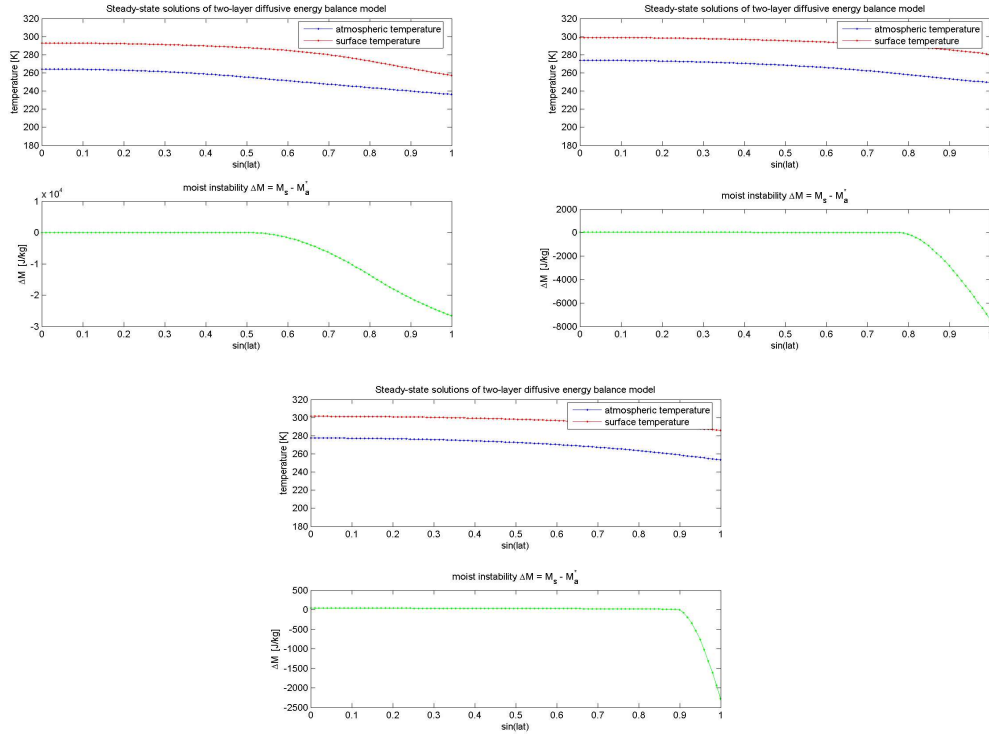 Steady-state solutions of two-layer diffusive energy balance model
320
300
280
260
240
220
200
180
temperature [K]
atmospheric temperature
surface temperature
0 0.1 0.2 0.3 0.4 0.5 0.6 0.7 0.8 0.9 1
sin(lat)
moist instability ΔM = M_s - M_a^*
x 10^4
1
0
-1
-2
-3
ΔM [J/kg]
0 0.1 0.2 0.3 0.4 0.5 0.6 0.7 0.8 0.9 1
sin(lat)
Steady-state solutions of two-layer diffusive energy balance model
320
300
280
260
240
220
200
180
temperature [K]
atmospheric temperature
surface temperature
0 0.1 0.2 0.3 0.4 0.5 0.6 0.7 0.8 0.9 1
sin(lat)
moist instability ΔM = M_s - M_a^*
2000
0
-2000
-4000
-6000
-8000
ΔM [J/kg]
0 0.1 0.2 0.3 0.4 0.5 0.6 0.7 0.8 0.9 1
sin(lat)
Steady-state solutions of two-layer diffusive energy balance model
320
300
280
260
240
220
200
180
temperature [K]
atmospheric temperature
surface temperature
0 0.1 0.2 0.3 0.4 0.5 0.6 0.7 0.8 0.9 1
sin(lat)
moist instability ΔM = M_s - M_a^*
500
0
-500
-1000
-1500
-2000
-2500
ΔM [J/kg]
0 0.1 0.2 0.3 0.4 0.5 0.6 0.7 0.8 0.9 1
sin(lat)